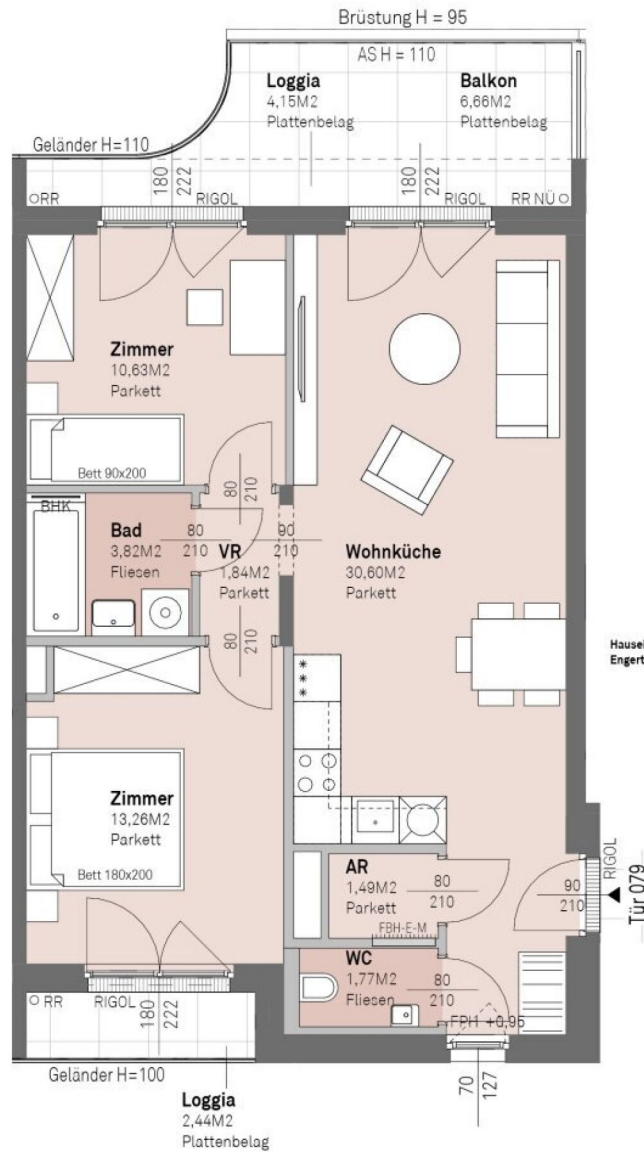 Brüstung H = 95
AS H = 110
Loggia
4,15M2
Plattenbelag
Balkon
6,66M2
Plattenbelag
Geländer H=110
180
222
180
222
RR
RIGOL
RIGOL
RR NÜ
Zimmer
10,63M2
Parkett
Bett 90x200
80
210
BHK
Bad
3,82M2
Fliesen
80
210
VR
1,84M2
Parkett
90
210
Wohnküche
30,60M2
Parkett
80
210
Zimmer
13,26M2
Parkett
Bett 180x200
AR
1,49M2
Parkett
80
210
FBH-E-M
RIGOL
90
210
Tür 079
WC
1,77M2
Fliesen
80
210
FPH +0,95
RR
RIGOL
180
222
70
127
Geländer H=100
Loggia
2,44M2
Plattenbelag